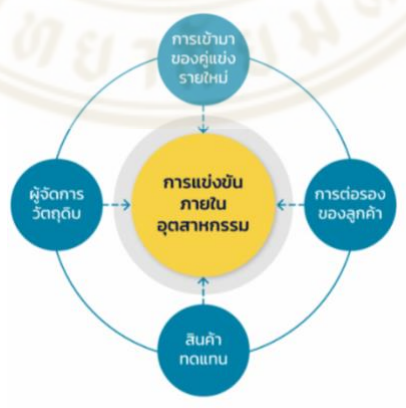 การเข้ามา
ของคู่แข่ง
รายใหม่
ผู้จัดการ
วัตถุดิบ
การแข่งขัน
ภายใน
อุตสาหกรรม
การต่อรอง
ของลูกค้า
สินค้า
ทดแทน